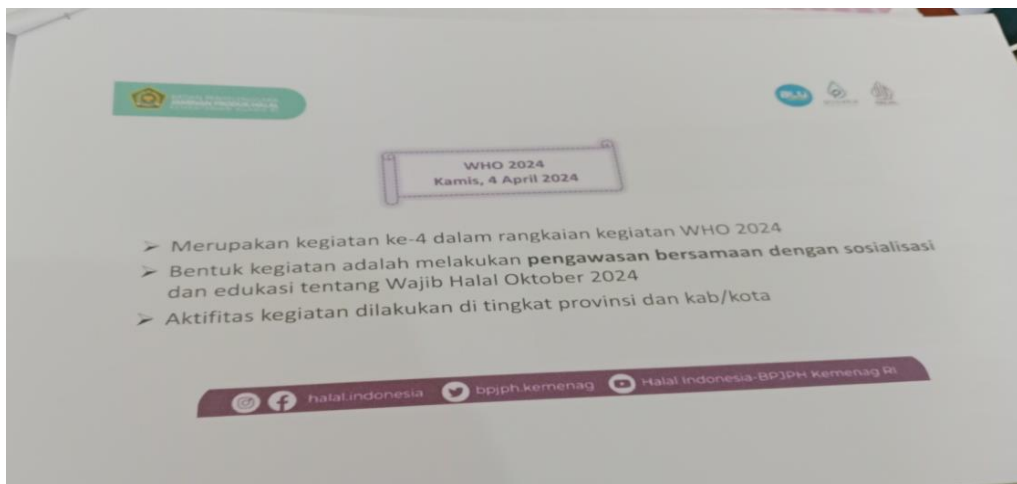 BLU
WHO 2024
Kamis, 4 April 2024
➢ Merupakan kegiatan ke-4 dalam rangkaian kegiatan WHO 2024
➢ Bentuk kegiatan adalah melakukan pengawasan bersamaan dengan sosialisasi
dan edukasi tentang Wajib Halal Oktober 2024
➢ Aktifitas kegiatan dilakukan di tingkat provinsi dan kab/kota
halal.indonesia bpjph.kemenag Halal Indonesia-BPJPH Kemenag RI